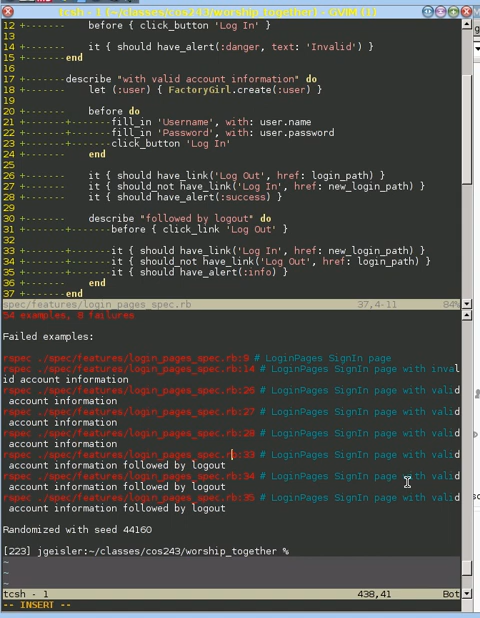 tcsh - 1 (~/classes/cos243/worship_together) - GVIM (1)
12 +-------    before { click_button 'Log In' }
13
14 +-------    it { should have_alert(:danger, text: 'Invalid') }
15 +-------end
16
17 +-------describe "with valid account information" do
18 +-------    let (:user) { FactoryGirl.create(:user) }
19
20 +-------    before do
21 +-------+-------fill_in 'Username', with: user.name
22 +-------+-------fill_in 'Password', with: user.password
23 +-------+-------click_button 'Log In'
24 +-------    end
25
26 +-------    it { should have_link('Log Out', href: login_path) }
27 +-------    it { should_not have_link('Log In', href: new_login_path) }
28 +-------    it { should have_alert(:success) }
29
30 +-------    describe "followed by logout" do
31 +-------+-------before { click_link 'Log Out' }
32
33 +-------+-------it { should have_link('Log In', href: new_login_path) }
34 +-------+-------it { should_not have_link('Log Out', href: login_path) }
35 +-------+-------it { should have_alert(:info) }
36 +-------    end
37 +-------end
spec/features/login_pages_spec.rb 37,4-11 84%
54 examples, 8 failures
Failed examples:
rspec ./spec/features/login_pages_spec.rb:9 # LoginPages SignIn page
rspec ./spec/features/login_pages_spec.rb:14 # LoginPages SignIn page with inval
id account information
rspec ./spec/features/login_pages_spec.rb:26 # LoginPages SignIn page with valid
account information
rspec ./spec/features/login_pages_spec.rb:27 # LoginPages SignIn page with valid
account information
rspec ./spec/features/login_pages_spec.rb:28 # LoginPages SignIn page with valid
account information
rspec ./spec/features/login_pages_spec.rb:33 # LoginPages SignIn page with valid
account information followed by logout
rspec ./spec/features/login_pages_spec.rb:34 # LoginPages SignIn page with valid
account information followed by logout
rspec ./spec/features/login_pages_spec.rb:35 # LoginPages SignIn page with valid
account information followed by logout
Randomized with seed 44160
[223] jgeisler:~/classes/cos243/worship_together %
~
~
~
tcsh - 1 438,41 Bot
-- INSERT --